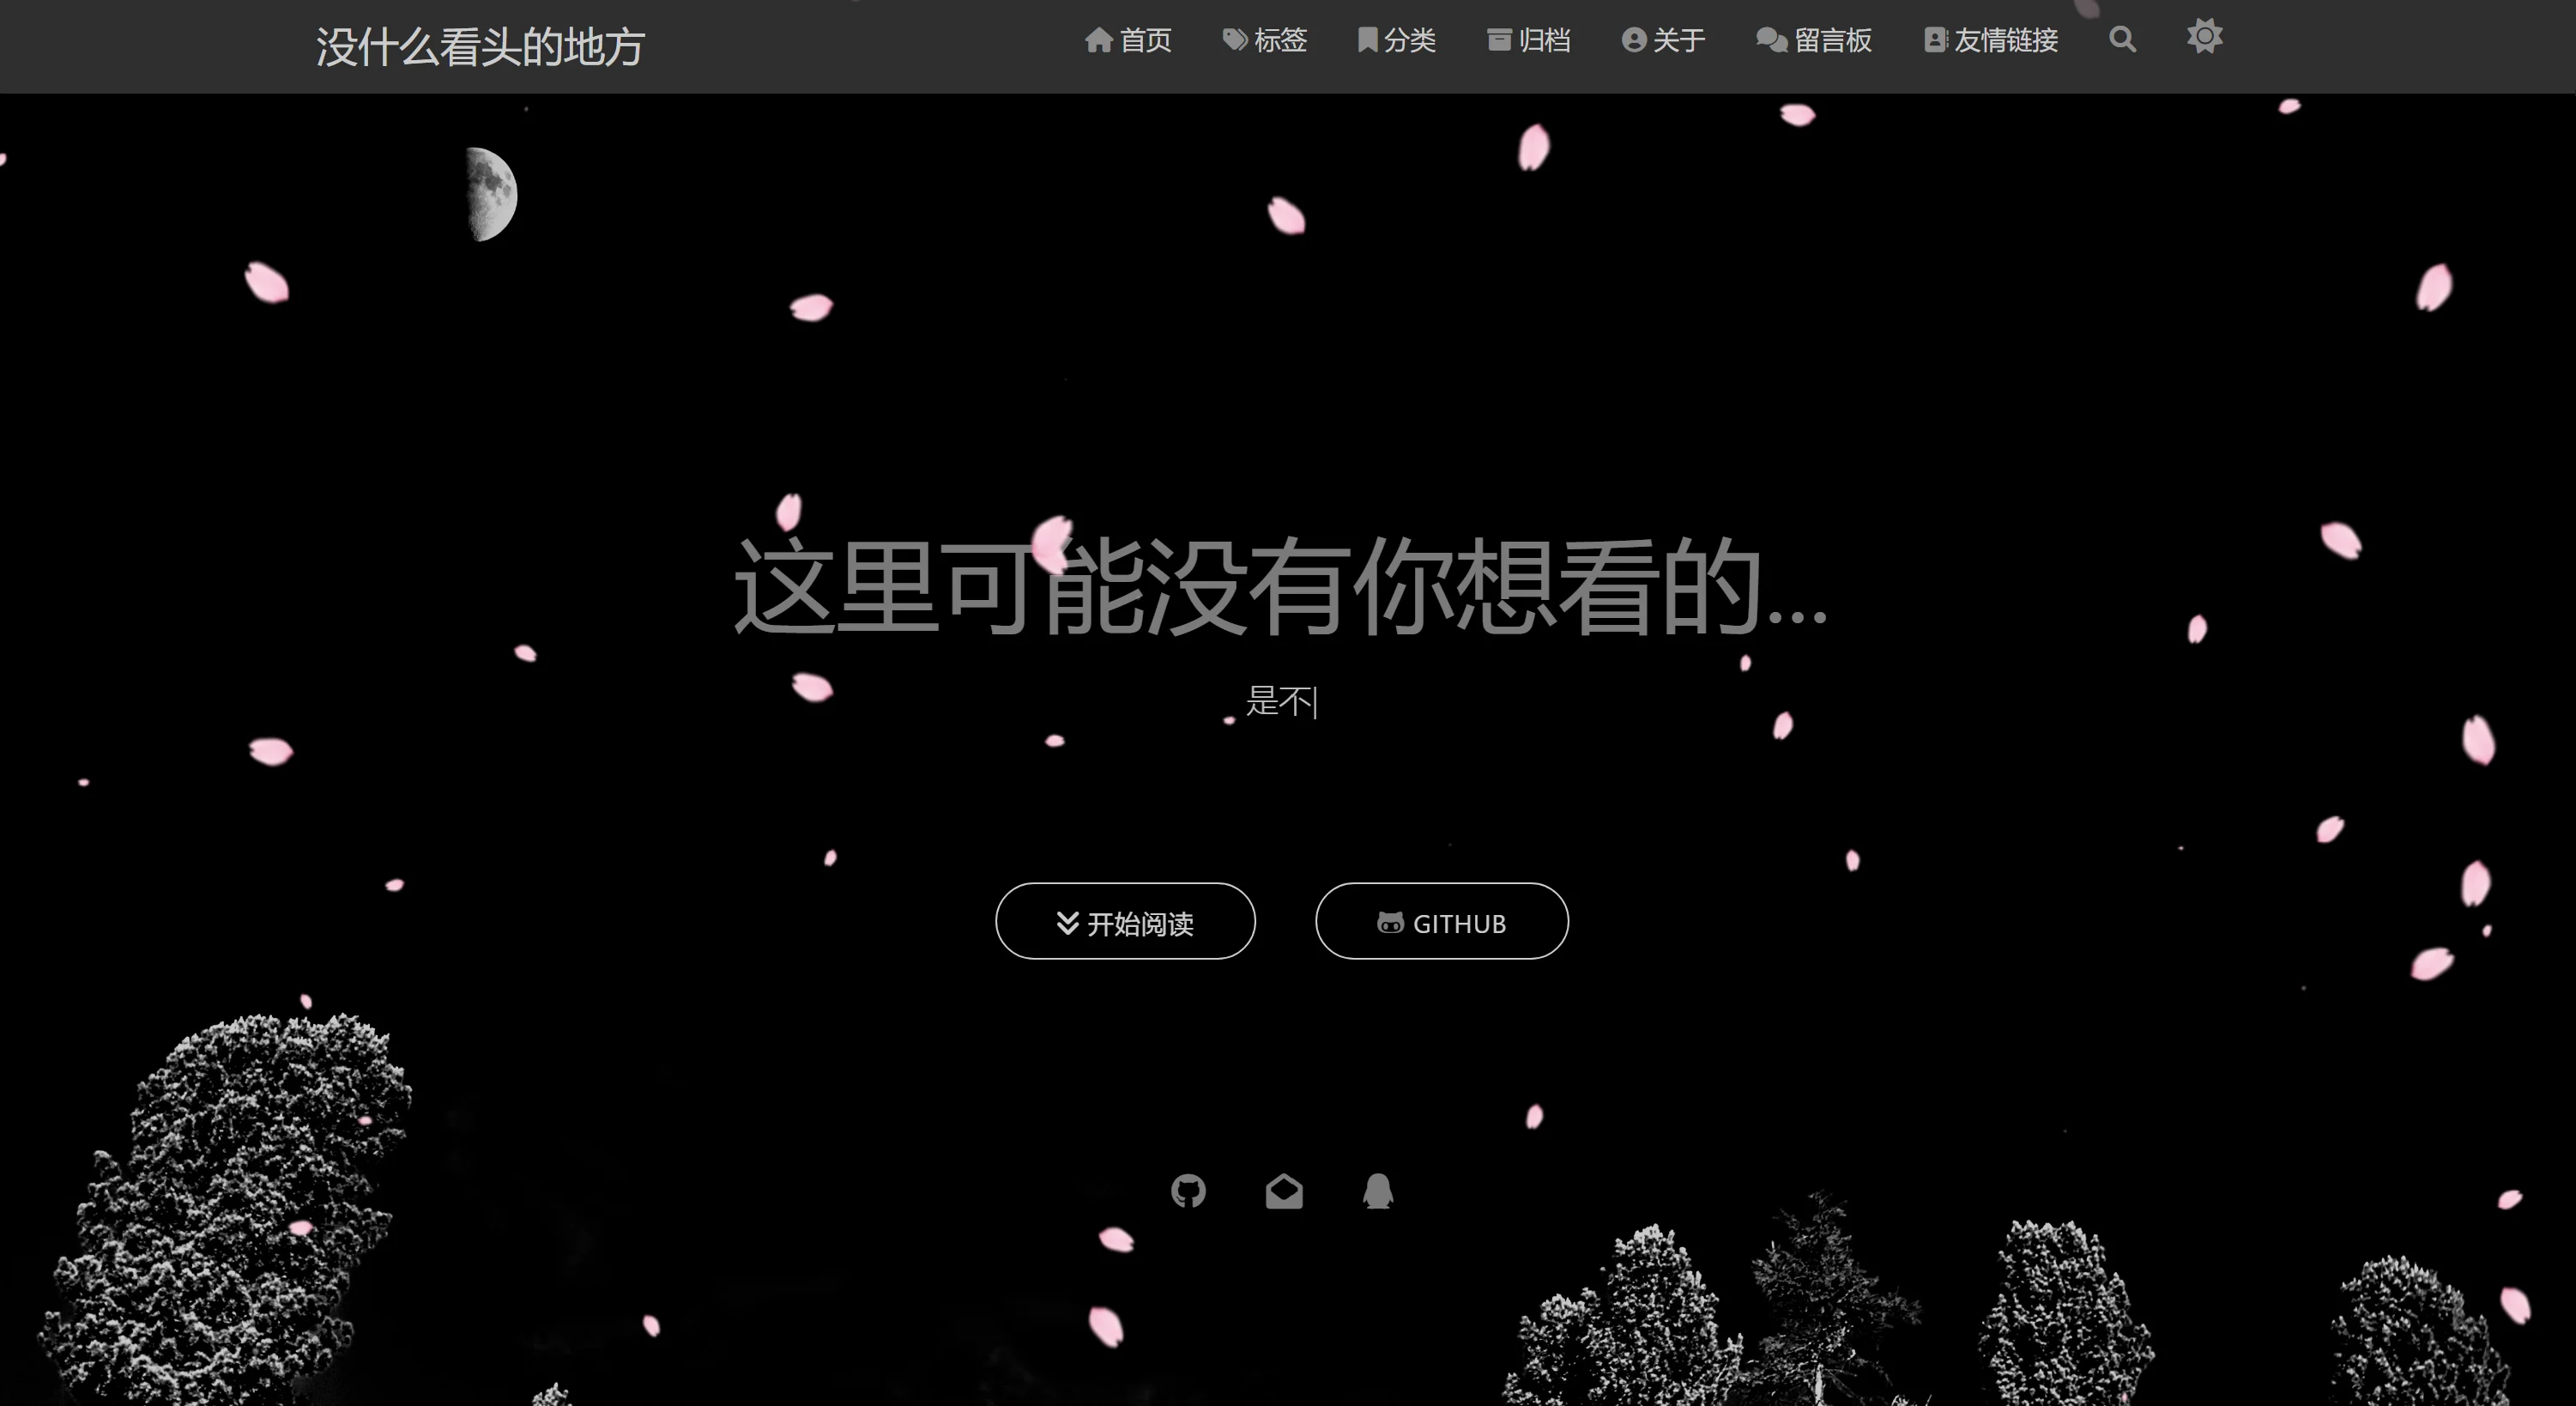 没什么看头的地方
首页 标签 分类 归档 关于 留言板 友情链接
这里可能没有你想看的...
是不|
开始阅读 GITHUB